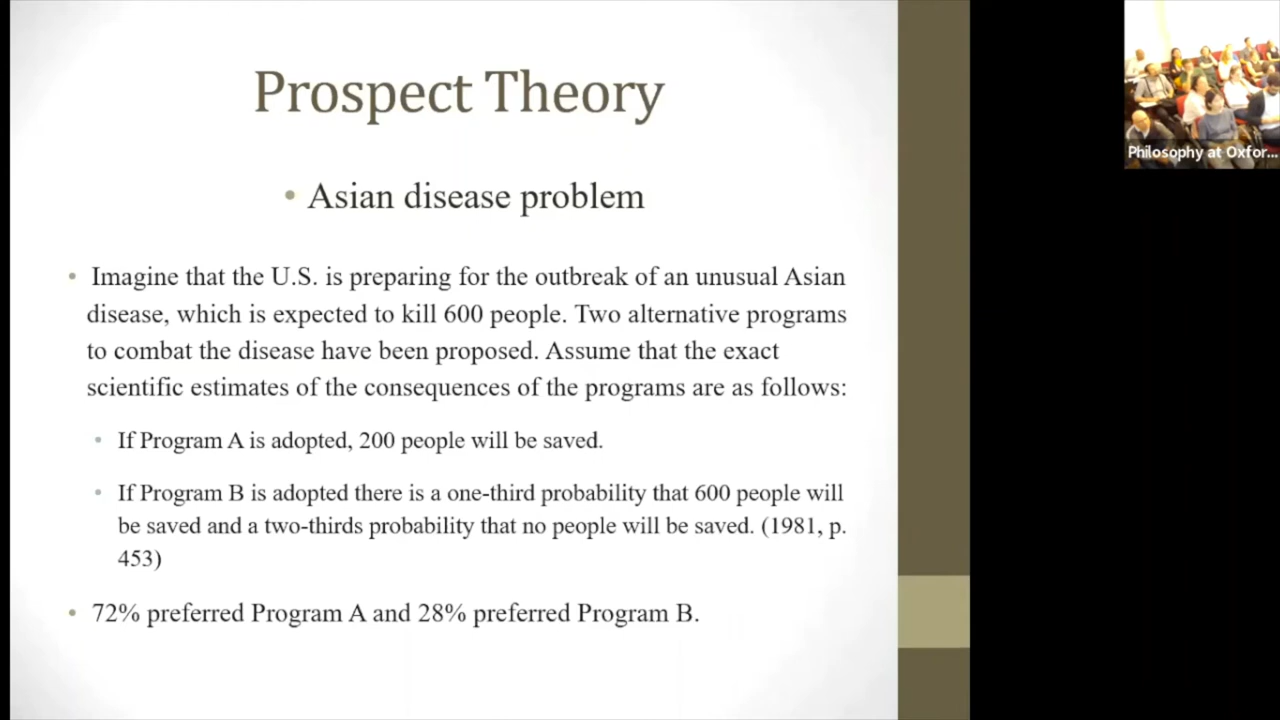 Prospect Theory
• Asian disease problem
• Imagine that the U.S. is preparing for the outbreak of an unusual Asian
disease, which is expected to kill 600 people. Two alternative programs
to combat the disease have been proposed. Assume that the exact
scientific estimates of the consequences of the programs are as follows:
• If Program A is adopted, 200 people will be saved.
• If Program B is adopted there is a one-third probability that 600 people will
be saved and a two-thirds probability that no people will be saved. (1981, p.
453)
• 72% preferred Program A and 28% preferred Program B.
Philosophy at Oxfor...